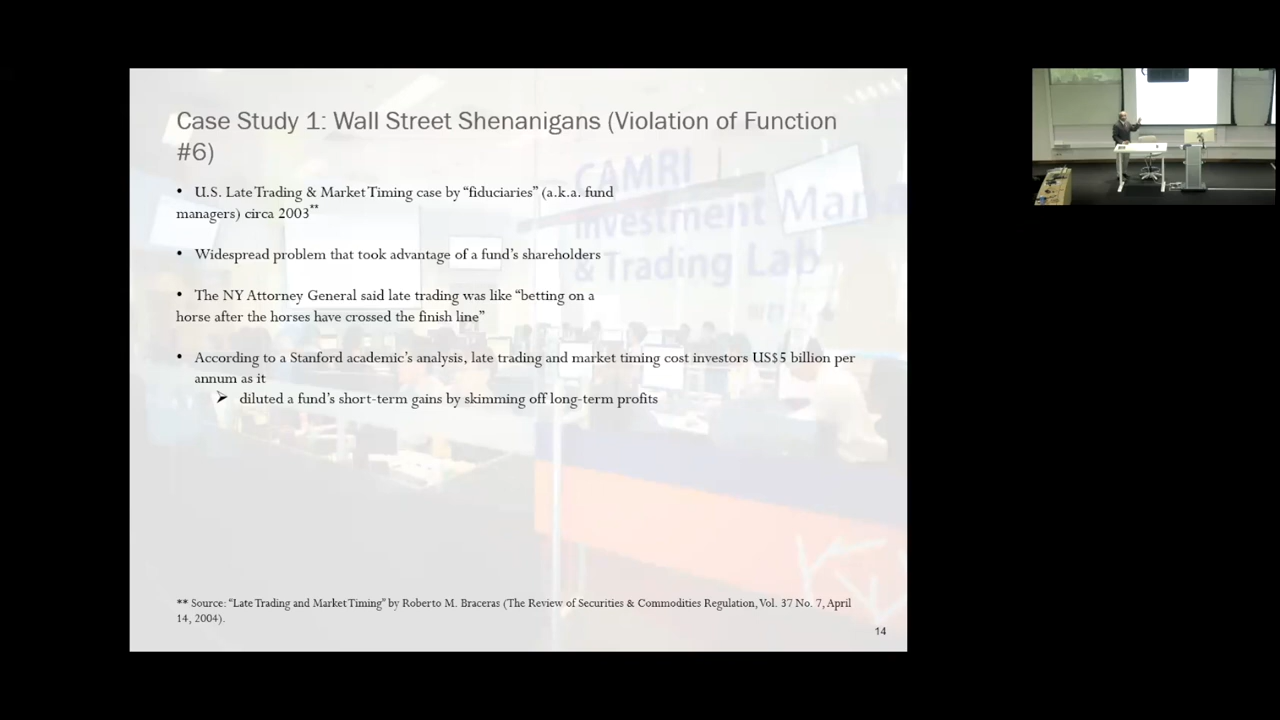 Case Study 1: Wall Street Shenanigans (Violation of Function
#6)
• U.S. Late Trading & Market Timing case by “fiduciaries” (a.k.a. fund
managers) circa 2003**
• Widespread problem that took advantage of a fund’s shareholders
• The NY Attorney General said late trading was like “betting on a
horse after the horses have crossed the finish line”
• According to a Stanford academic’s analysis, late trading and market timing cost investors US$5 billion per
annum as it
➢ diluted a fund’s short-term gains by skimming off long-term profits
CAMRI
Investment Mana
& Trading Lab
** Source: “Late Trading and Market Timing” by Roberto M. Braceras (The Review of Securities & Commodities Regulation, Vol. 37 No. 7, April
14, 2004).
14